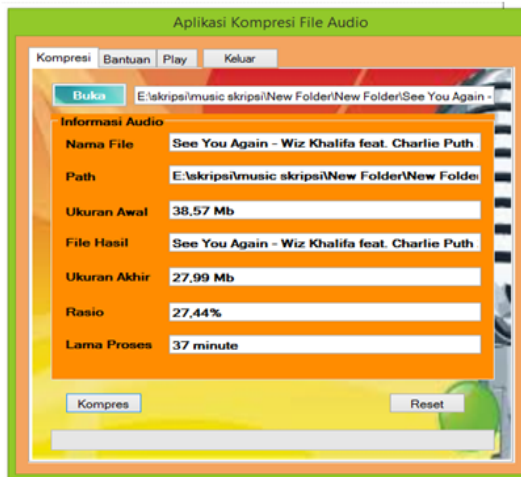 Aplikasi Kompresi File Audio
Kompresi Bantuan Play Keluar
Buka E:\skripsi\music skripsi\New Folder\New Folder\See You Again -
Informasi Audio
Nama File See You Again - Wiz Khalifa feat. Charlie Puth
Path E:\skripsi\music skripsi\New Folder\New Folde
Ukuran Awal 38,57 Mb
File Hasil See You Again - Wiz Khalifa feat. Charlie Puth
Ukuran Akhir 27,99 Mb
Rasio 27,44%
Lama Proses 37 minute
Kompres Reset